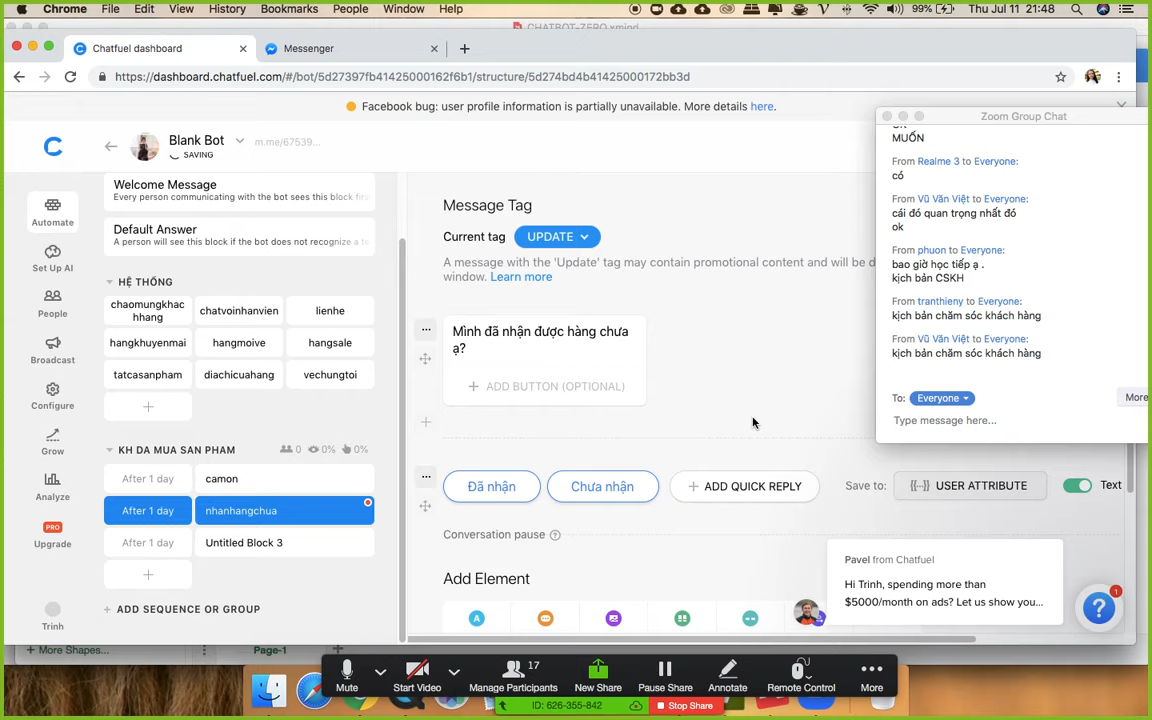 Chrome File Edit View History Bookmarks People Window Help 99% Thu Jul 11 21:48
CHATBOT-ZERO.xmind
Chatfuel dashboard
Messenger
https://dashboard.chatfuel.com/#/bot/5d27397fb41425000162f6b1/structure/5d274bd4b41425000172bb3d
Facebook bug: user profile information is partially unavailable. More details here.
Blank Bot
m.me/67539...
SAVING
Automate
Set Up AI
People
Broadcast
Configure
Grow
Analyze
PRO
Upgrade
Trinh
Welcome Message
Every person communicating with the bot sees this block first
Default Answer
A person will see this block if the bot does not recognize a te
HỆ THỐNG
chaomungkhac
hhang
chatvoinhanvien
lienhe
hangkhuyenmai
hangmoive
hangsale
tatcasanpham
diachicuahang
vechungtoi
KH DA MUA SAN PHAM 0 0% 0%
After 1 day
camon
After 1 day
nhanhangchua
After 1 day
Untitled Block 3
+ ADD SEQUENCE OR GROUP
Message Tag
Current tag
UPDATE
A message with the 'Update' tag may contain promotional content and will be d
window. Learn more
Mình đã nhận được hàng chưa
ạ?
+ ADD BUTTON (OPTIONAL)
Đã nhận
Chưa nhận
+ ADD QUICK REPLY
Save to:
{{...}} USER ATTRIBUTE
Text
Conversation pause ?
Add Element
Pavel from Chatfuel
Hi Trinh, spending more than
$5000/month on ads? Let us show you...
1
?
Zoom Group Chat
MUỐN
From Realme 3 to Everyone:
có
From Vũ Văn Việt to Everyone:
cái đó quan trọng nhất đó
ok
From phuon to Everyone:
bao giờ học tiếp ạ .
kịch bản CSKH
From tranthieny to Everyone:
kịch bản chăm sóc khách hàng
From Vũ Văn Việt to Everyone:
kịch bản chăm sóc khách hàng
To: Everyone
More
Type message here...
+ More Shapes...
Page-1
Mute
Start Video
17
Manage Participants
New Share
Pause Share
Annotate
Remote Control
More
ID: 626-355-842
Stop Share